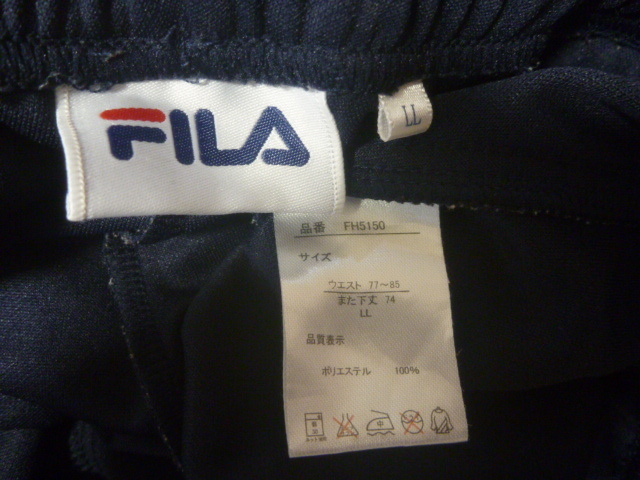 FILA
LL
品番 FH5150
サイズ
ウエスト 77～85
また下丈 74
LL
品質表示
ポリエステル 100%
中